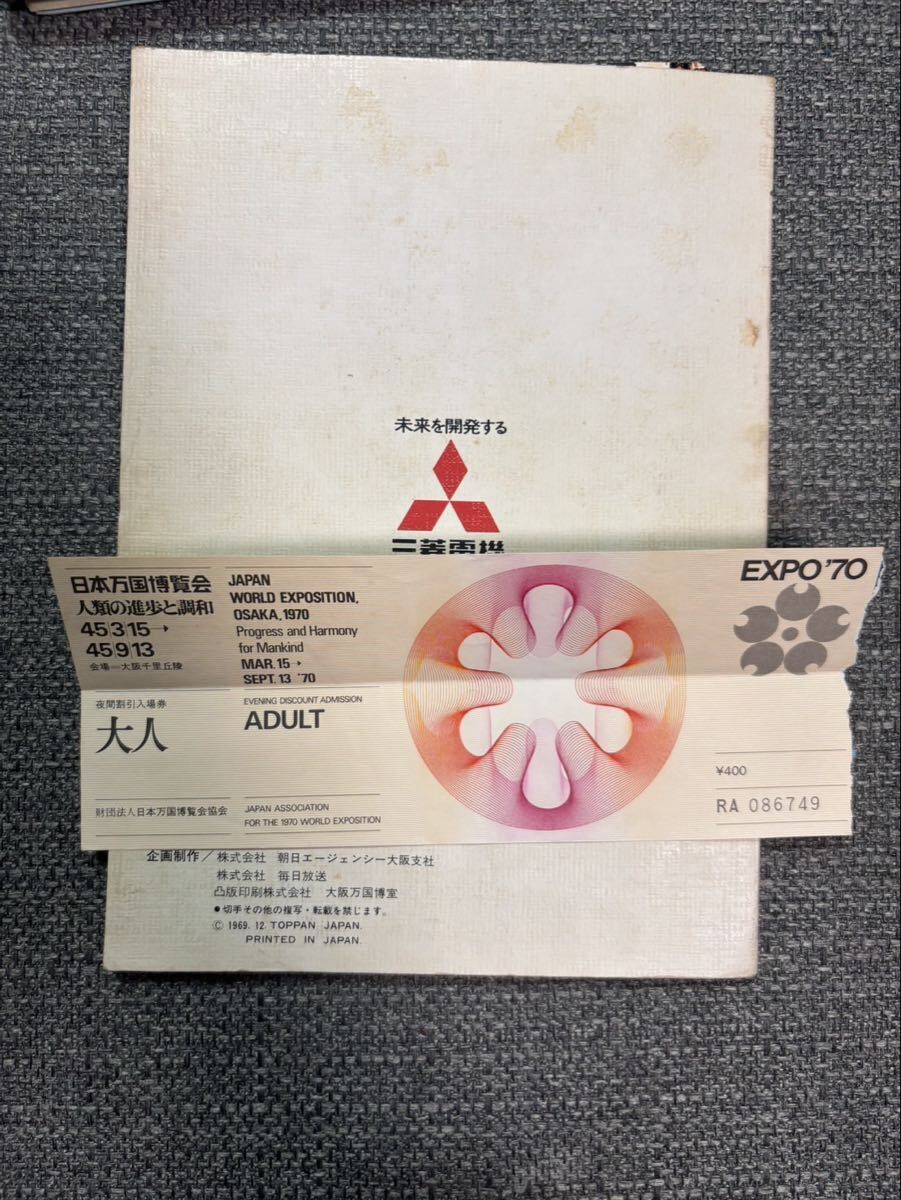 未来を開発する
三菱電機
日本万国博覧会
人類の進歩と調和
45|3|15→
45|9|13
会場—大阪千里丘陵
夜間割引入場券
大人
財団法人日本万国博覧会協会
JAPAN
WORLD EXPOSITION,
OSAKA, 1970
Progress and Harmony
for Mankind
MAR. 15→
SEPT. 13 '70
EVENING DISCOUNT ADMISSION
ADULT
JAPAN ASSOCIATION
FOR THE 1970 WORLD EXPOSITION
EXPO'70
¥400
RA 086749
企画制作/株式会社 朝日エージェンシー大阪支社
株式会社 毎日放送
凸版印刷株式会社 大阪万国博室
●切手その他の複写・転載を禁じます。
© 1969. 12. TOPPAN JAPAN.
PRINTED IN JAPAN.